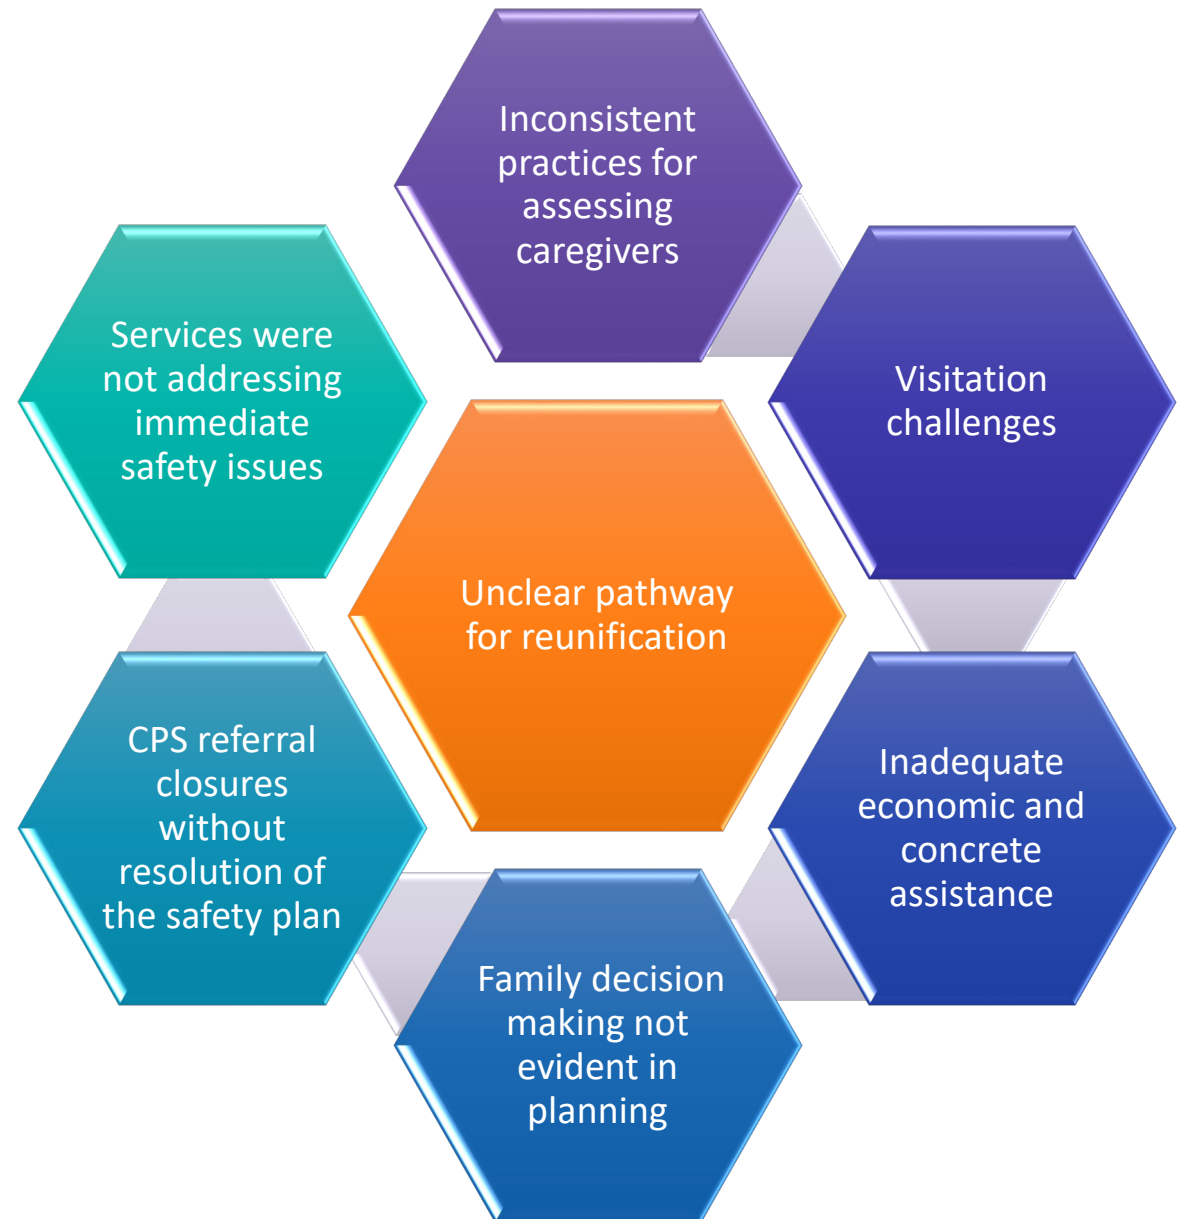 Inconsistent
practices for
assessing
caregivers
Visitation
challenges
Inadequate
economic and
concrete
assistance
Family decision
making not
evident in
planning
CPS referral
closures
without
resolution of
the safety plan
Services were
not addressing
immediate
safety issues
Unclear pathway
for reunification